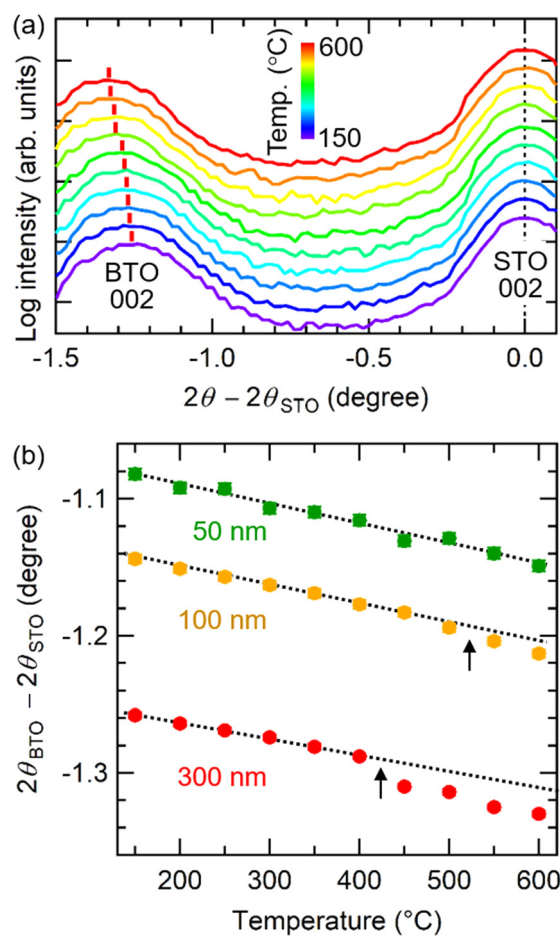 (a)
Log intensity (arb. units)
Temp. (°C)
600
150
BTO
002
STO
002
-1.5
-1.0
-0.5
0.0
2θ − 2θSTO (degree)
(b)
2θBTO − 2θSTO (degree)
-1.1
-1.2
-1.3
50 nm
100 nm
300 nm
200
300
400
500
600
Temperature (°C)